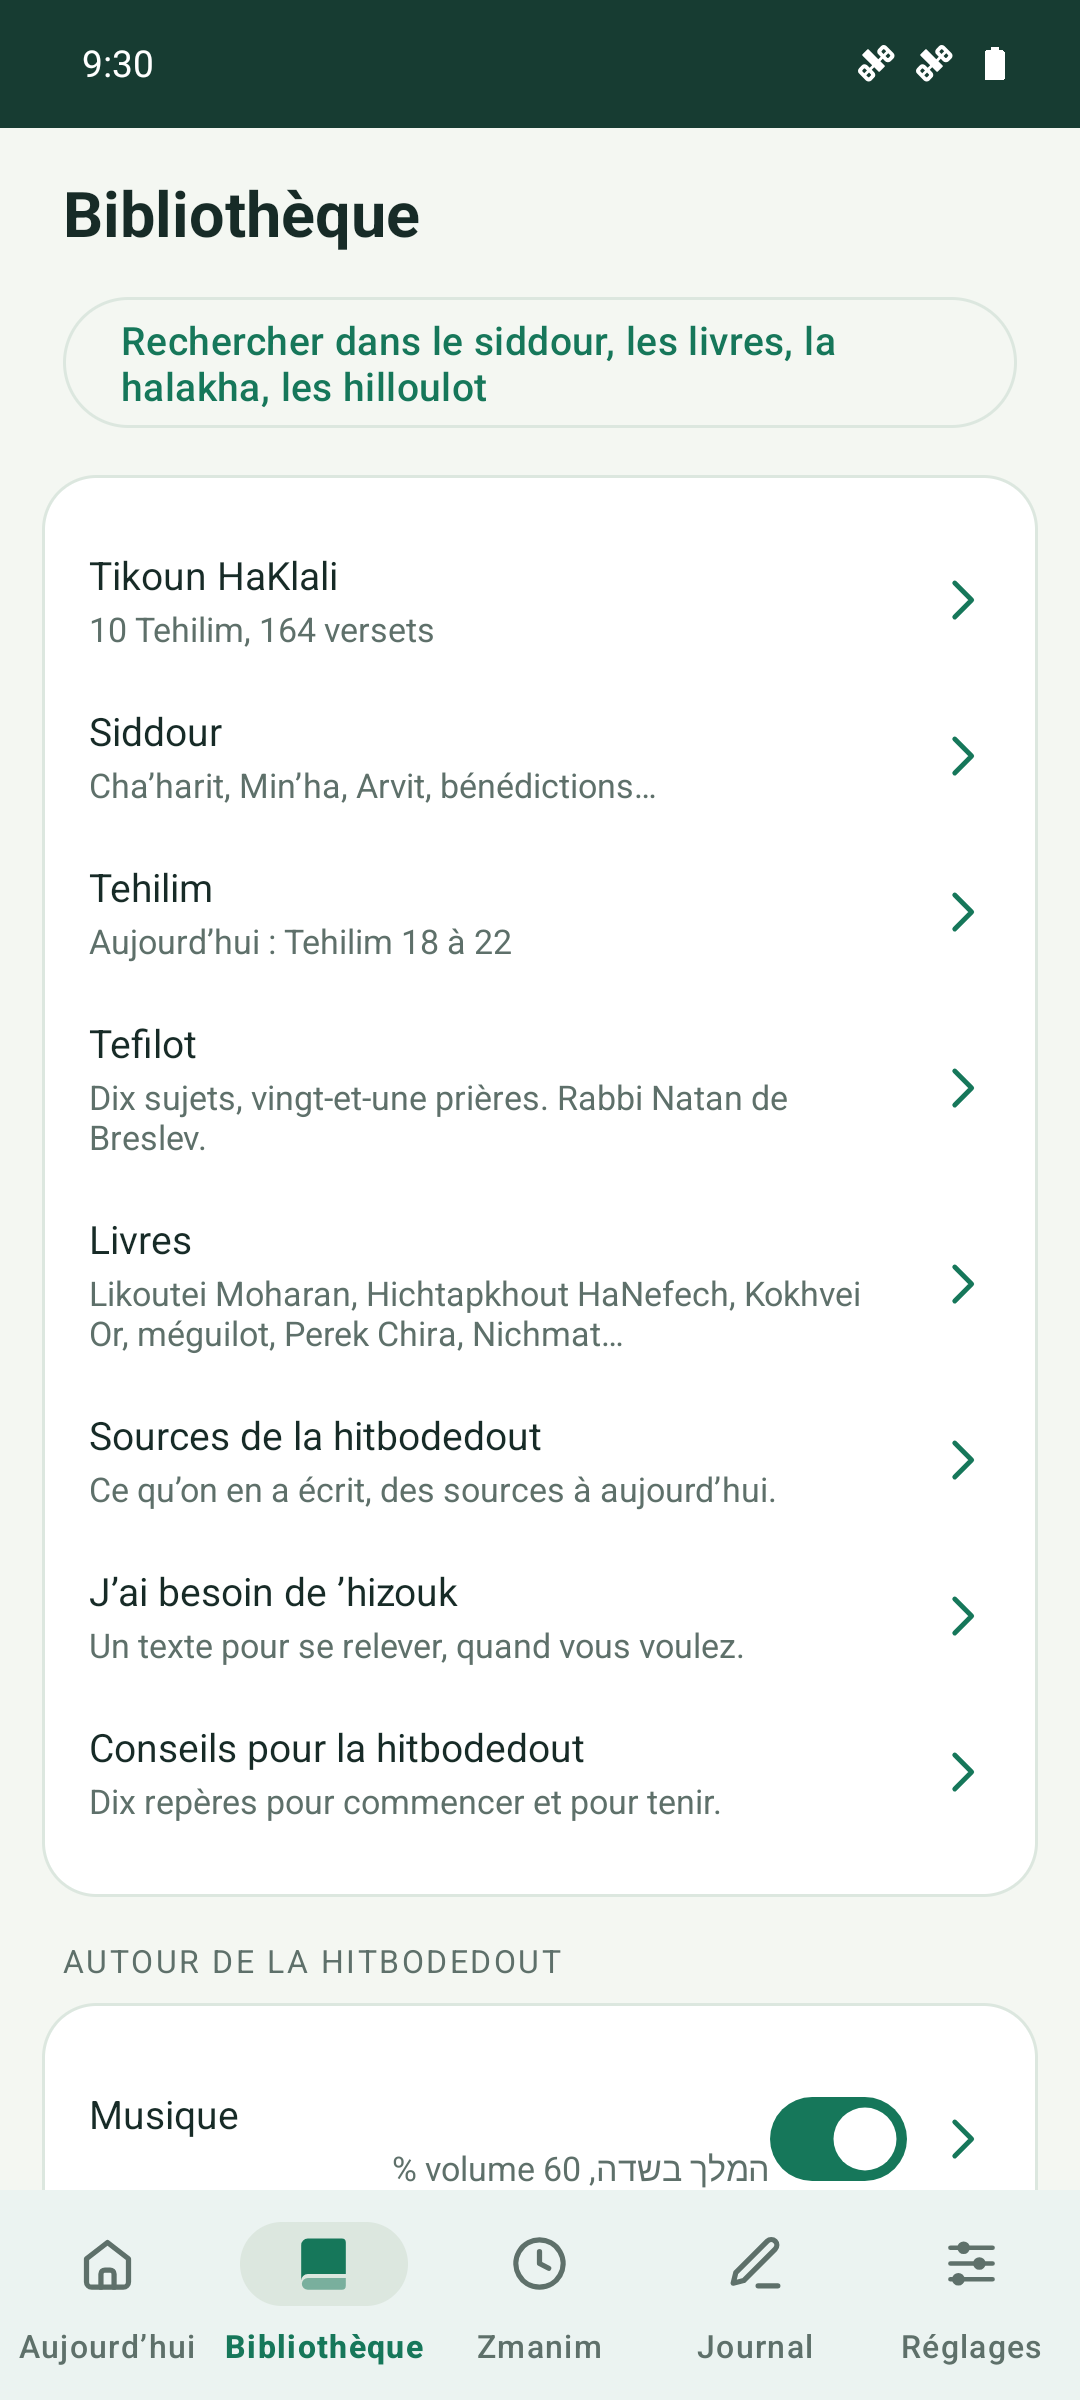 9:30
Bibliothèque
Rechercher dans le siddour, les livres, la
halakha, les hilloulot
Tikoun HaKlali
10 Tehilim, 164 versets
Siddour
Cha’harit, Min’ha, Arvit, bénédictions…
Tehilim
Aujourd’hui : Tehilim 18 à 22
Tefilot
Dix sujets, vingt-et-une prières. Rabbi Natan de
Breslev.
Livres
Likoutei Moharan, Hichtapkhout HaNefech, Kokhvei
Or, méguilot, Perek Chira, Nichmat…
Sources de la hitbodedout
Ce qu’on en a écrit, des sources à aujourd’hui.
J’ai besoin de ’hizouk
Un texte pour se relever, quand vous voulez.
Conseils pour la hitbodedout
Dix repères pour commencer et pour tenir.
AUTOUR DE LA HITBODEDOUT
Musique
המלך בשדה, volume 60 %
Aujourd’hui
Bibliothèque
Zmanim
Journal
Réglages